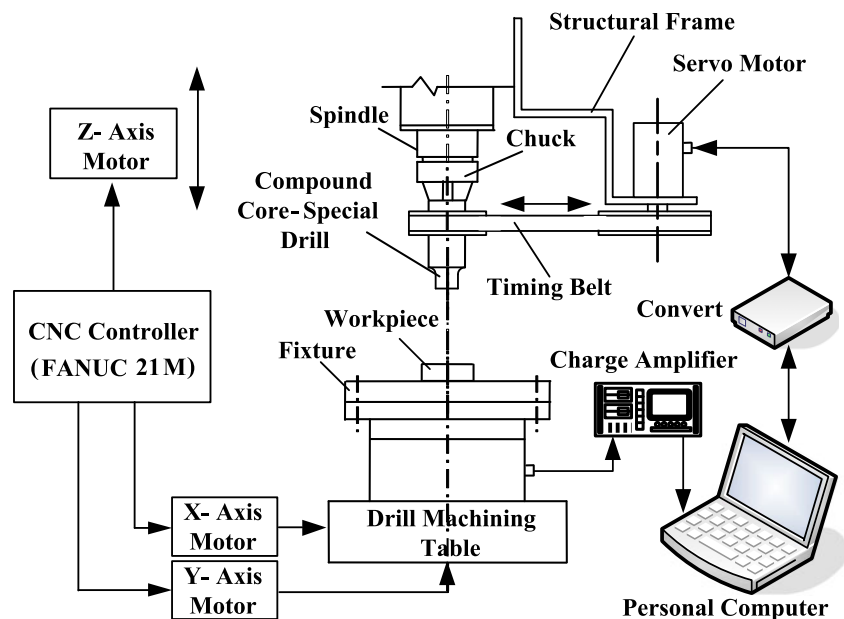 Structural Frame
Servo Motor
Z- Axis
Motor
Spindle
Chuck
Compound
Core-Special
Drill
Timing Belt
Convert
CNC Controller
(FANUC 21M)
Workpiece
Fixture
Charge Amplifier
X- Axis
Motor
Drill Machining
Table
Y- Axis
Motor
Personal Computer